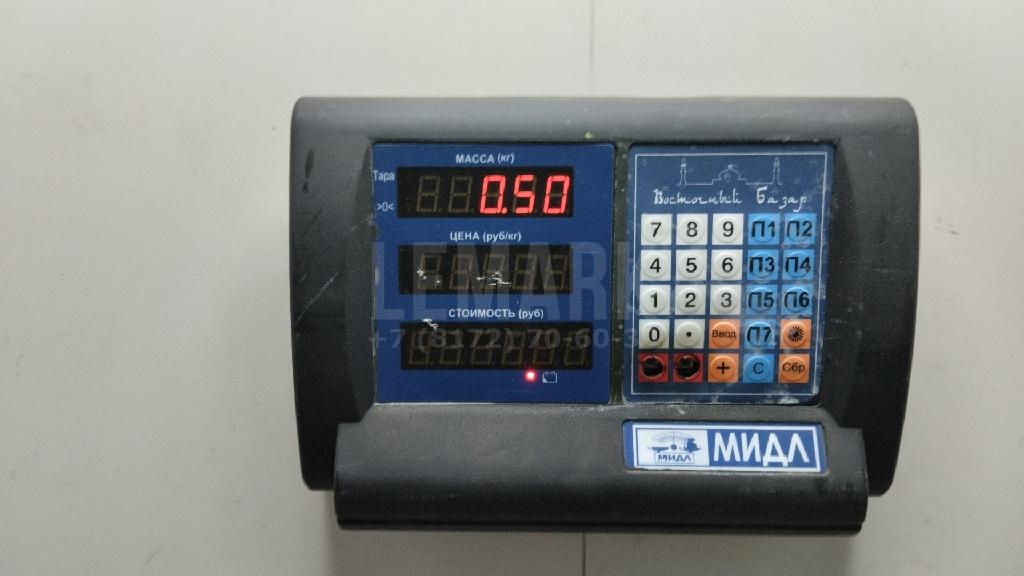 МАССА (кг)
Тара
>0<
0.50
ЦЕНА (руб/кг)
СТОИМОСТЬ (руб)
Восточный Базар
7 8 9 П1 П2
4 5 6 П3 П4
1 2 3 П5 П6
0 • Ввод П7
+ С Сбр
МИДЛ
МИДЛ